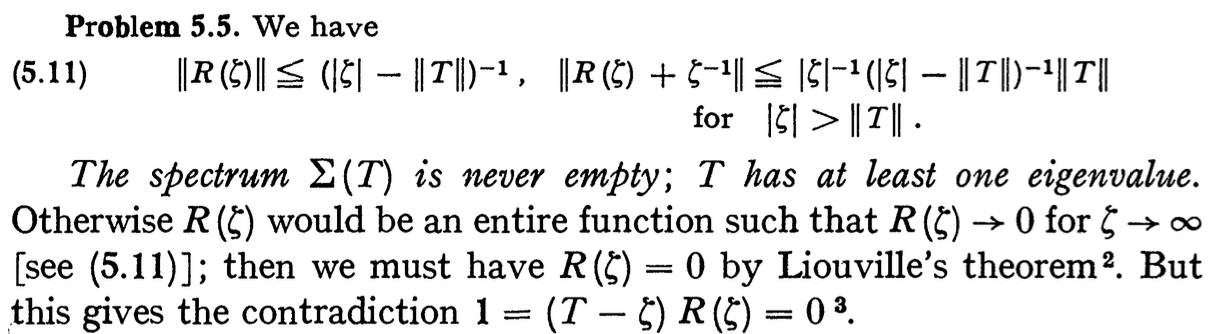 Problem 5.5. We have
(5.11) ‖R(ζ)‖ ≦ (|ζ| − ‖T‖)⁻¹, ‖R(ζ) + ζ⁻¹‖ ≦ |ζ|⁻¹(|ζ| − ‖T‖)⁻¹‖T‖
for |ζ| > ‖T‖.
The spectrum Σ(T) is never empty; T has at least one eigenvalue.
Otherwise R(ζ) would be an entire function such that R(ζ) → 0 for ζ → ∞
[see (5.11)]; then we must have R(ζ) = 0 by Liouville's theorem². But
this gives the contradiction 1 = (T − ζ) R(ζ) = 0³.